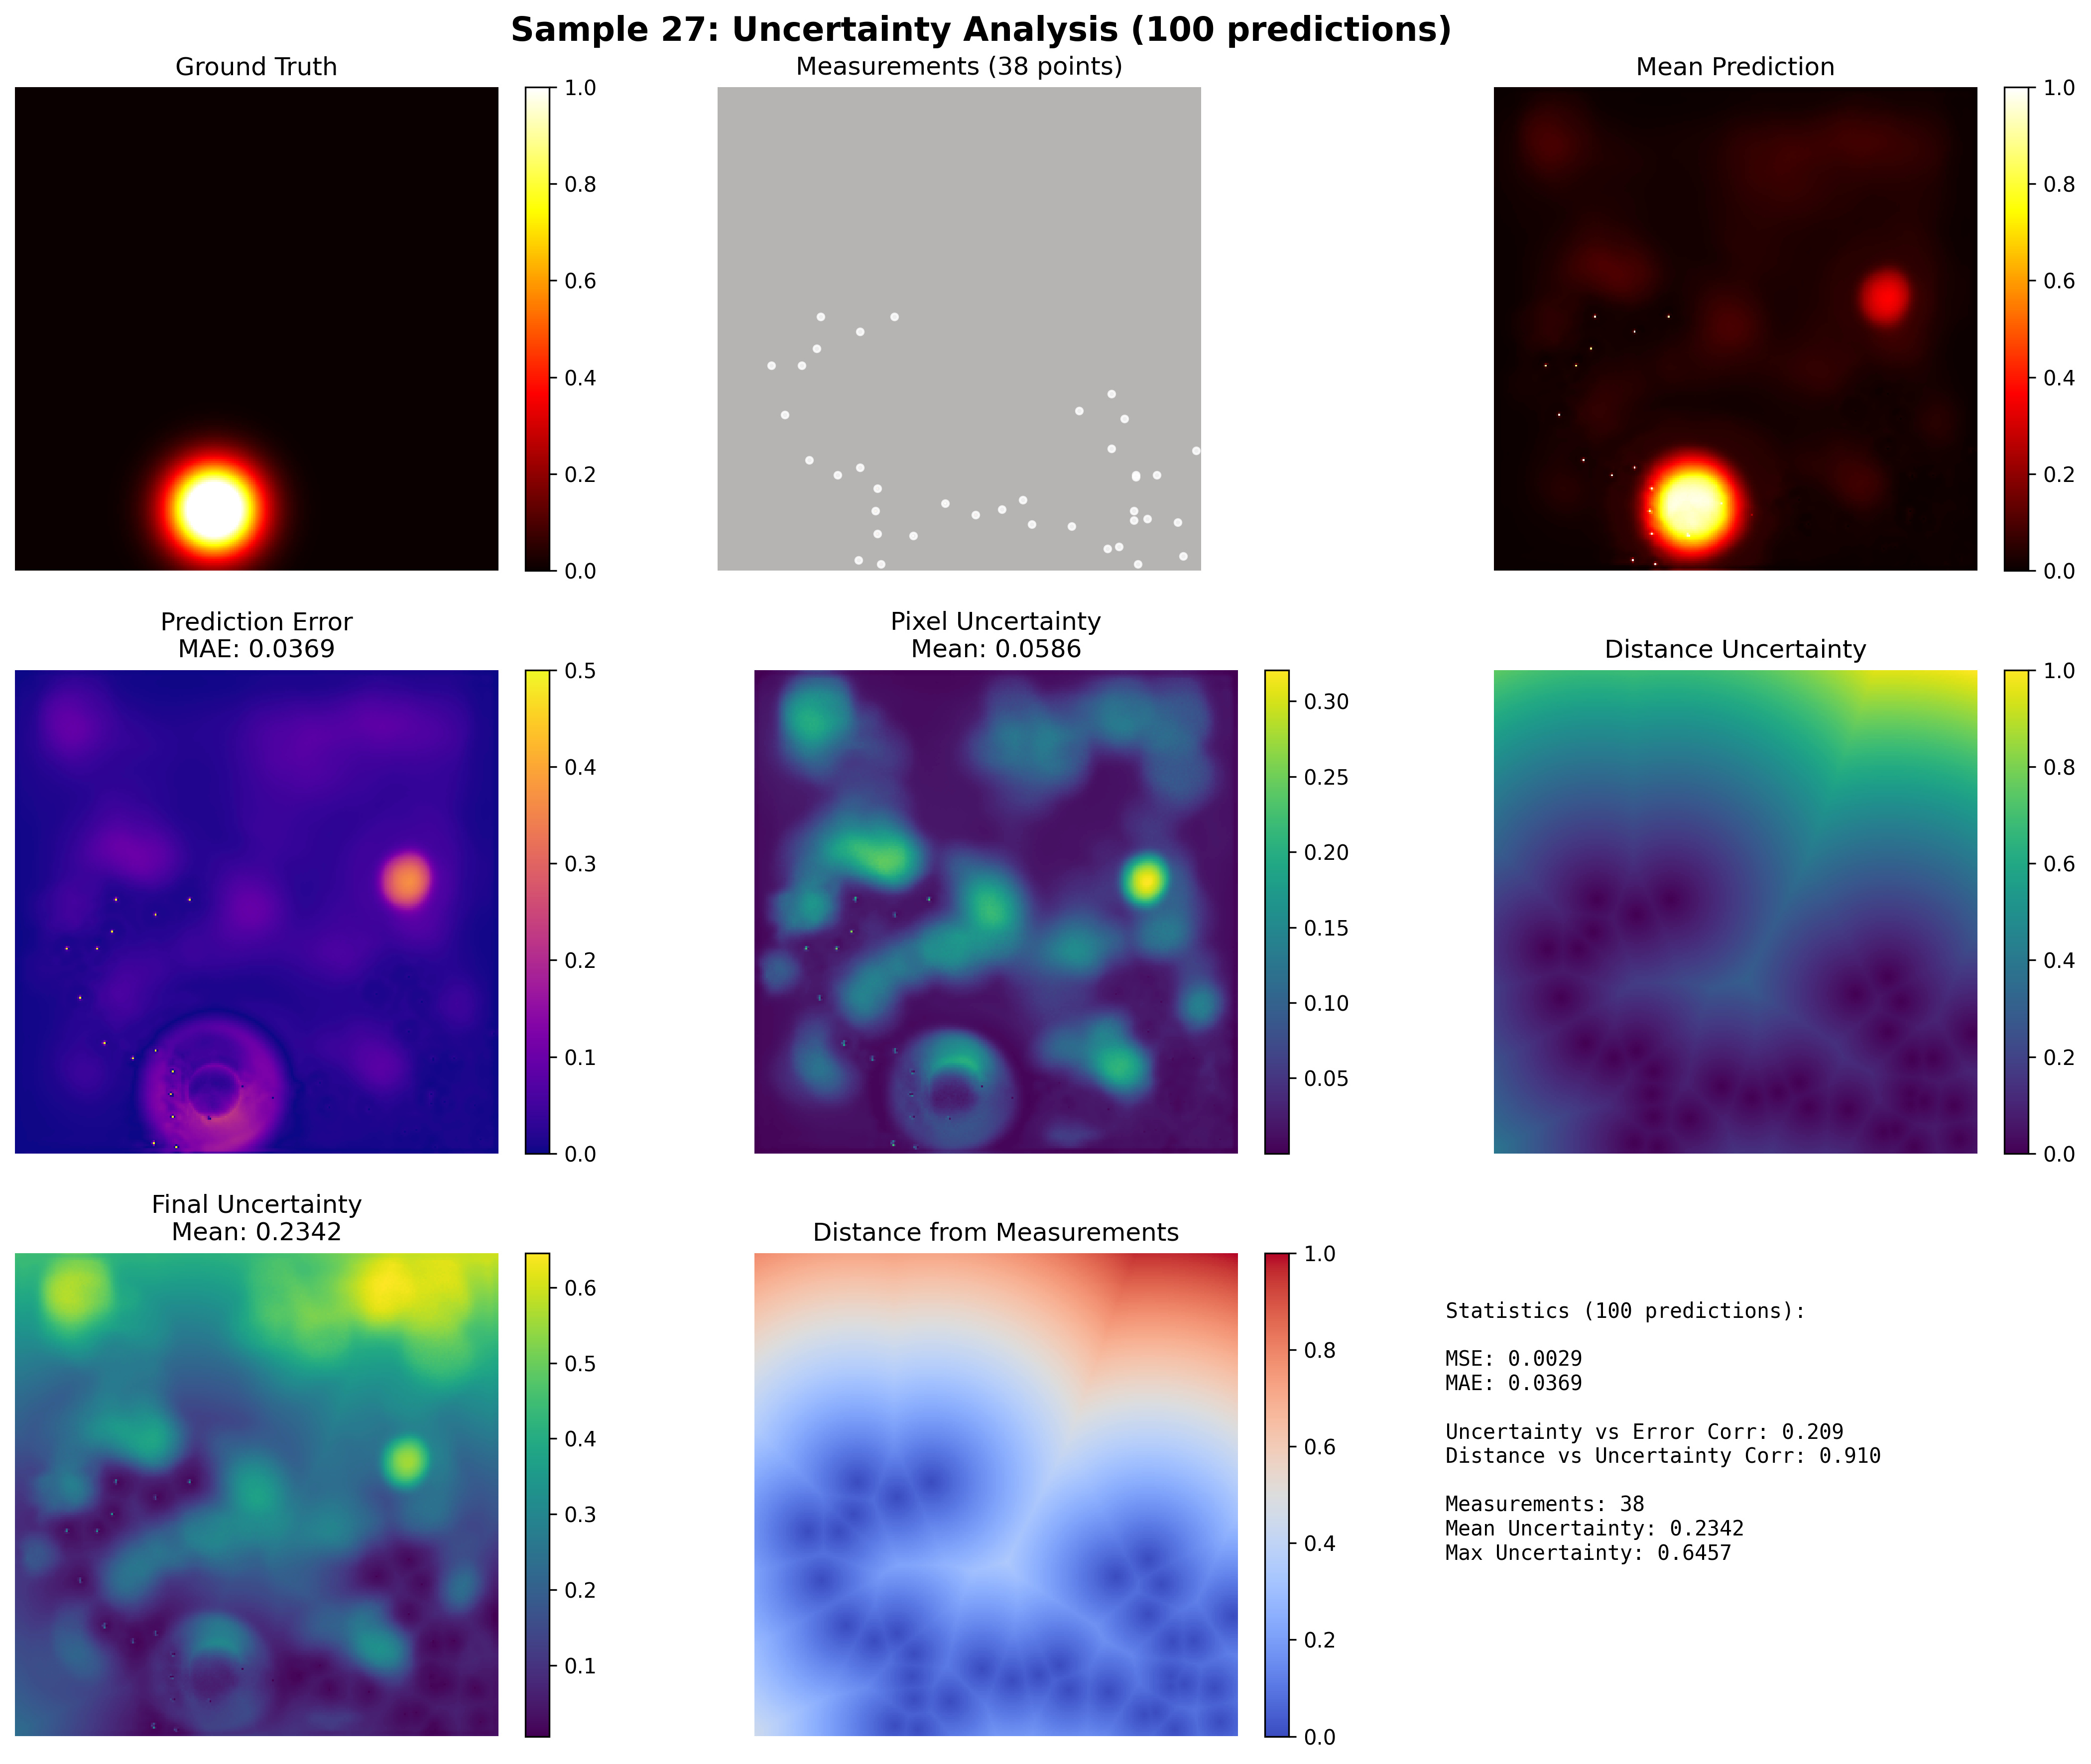 Sample 27: Uncertainty Analysis (100 predictions)
Ground Truth
1.0
0.8
0.6
0.4
0.2
0.0
Measurements (38 points)
Mean Prediction
1.0
0.8
0.6
0.4
0.2
0.0
Prediction Error
MAE: 0.0369
0.5
0.4
0.3
0.2
0.1
0.0
Pixel Uncertainty
Mean: 0.0586
0.30
0.25
0.20
0.15
0.10
0.05
Distance Uncertainty
1.0
0.8
0.6
0.4
0.2
0.0
Final Uncertainty
Mean: 0.2342
0.6
0.5
0.4
0.3
0.2
0.1
Distance from Measurements
1.0
0.8
0.6
0.4
0.2
0.0
Statistics (100 predictions):
MSE: 0.0029
MAE: 0.0369
Uncertainty vs Error Corr: 0.209
Distance vs Uncertainty Corr: 0.910
Measurements: 38
Mean Uncertainty: 0.2342
Max Uncertainty: 0.6457